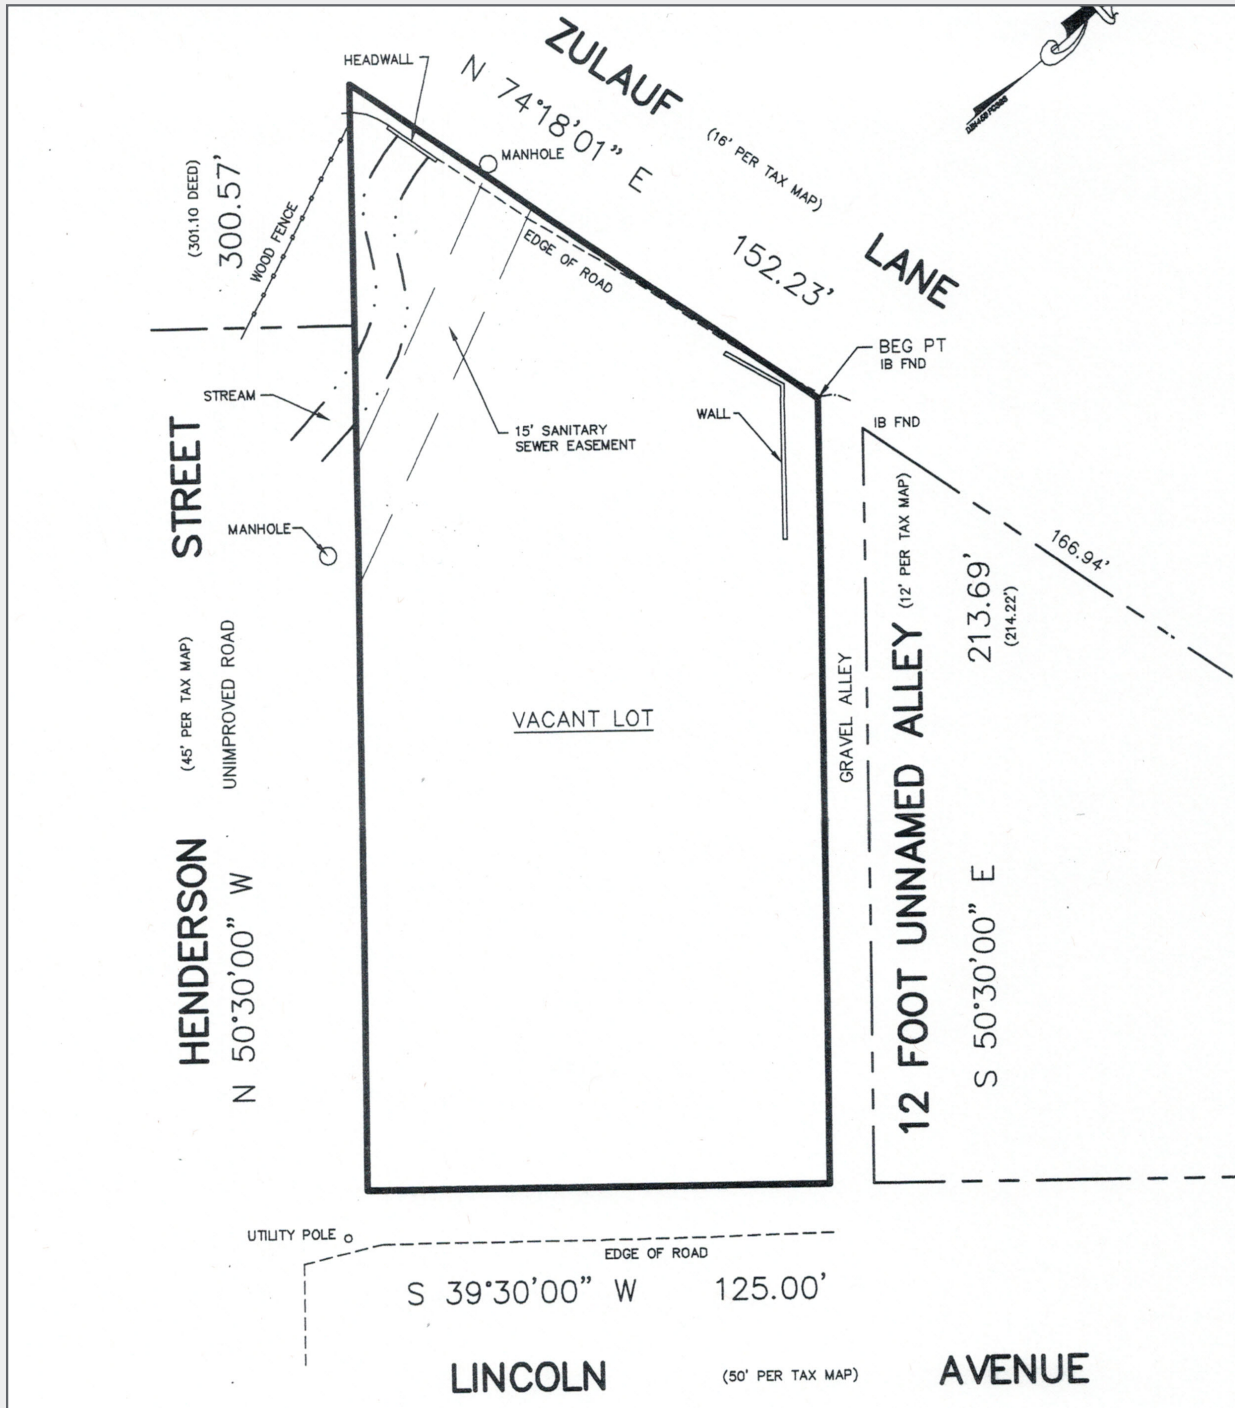 HEADWALL
ZULAUF
N 74°18'01" E
(16' PER TAX MAP)
MANHOLE
(301.10 DEED)
300.57'
WOOD FENCE
EDGE OF ROAD
152.23'
LANE
BEG PT
IB FND
STREAM
15' SANITARY
SEWER EASEMENT
WALL
IB FND
STREET
MANHOLE
166.94'
(12' PER TAX MAP)
213.69'
(214.22')
(45' PER TAX MAP)
UNIMPROVED ROAD
VACANT LOT
GRAVEL ALLEY
12 FOOT UNNAMED ALLEY
HENDERSON
N 50°30'00" W
S 50°30'00" E
UTILITY POLE
EDGE OF ROAD
S 39°30'00" W 125.00'
LINCOLN (50' PER TAX MAP) AVENUE